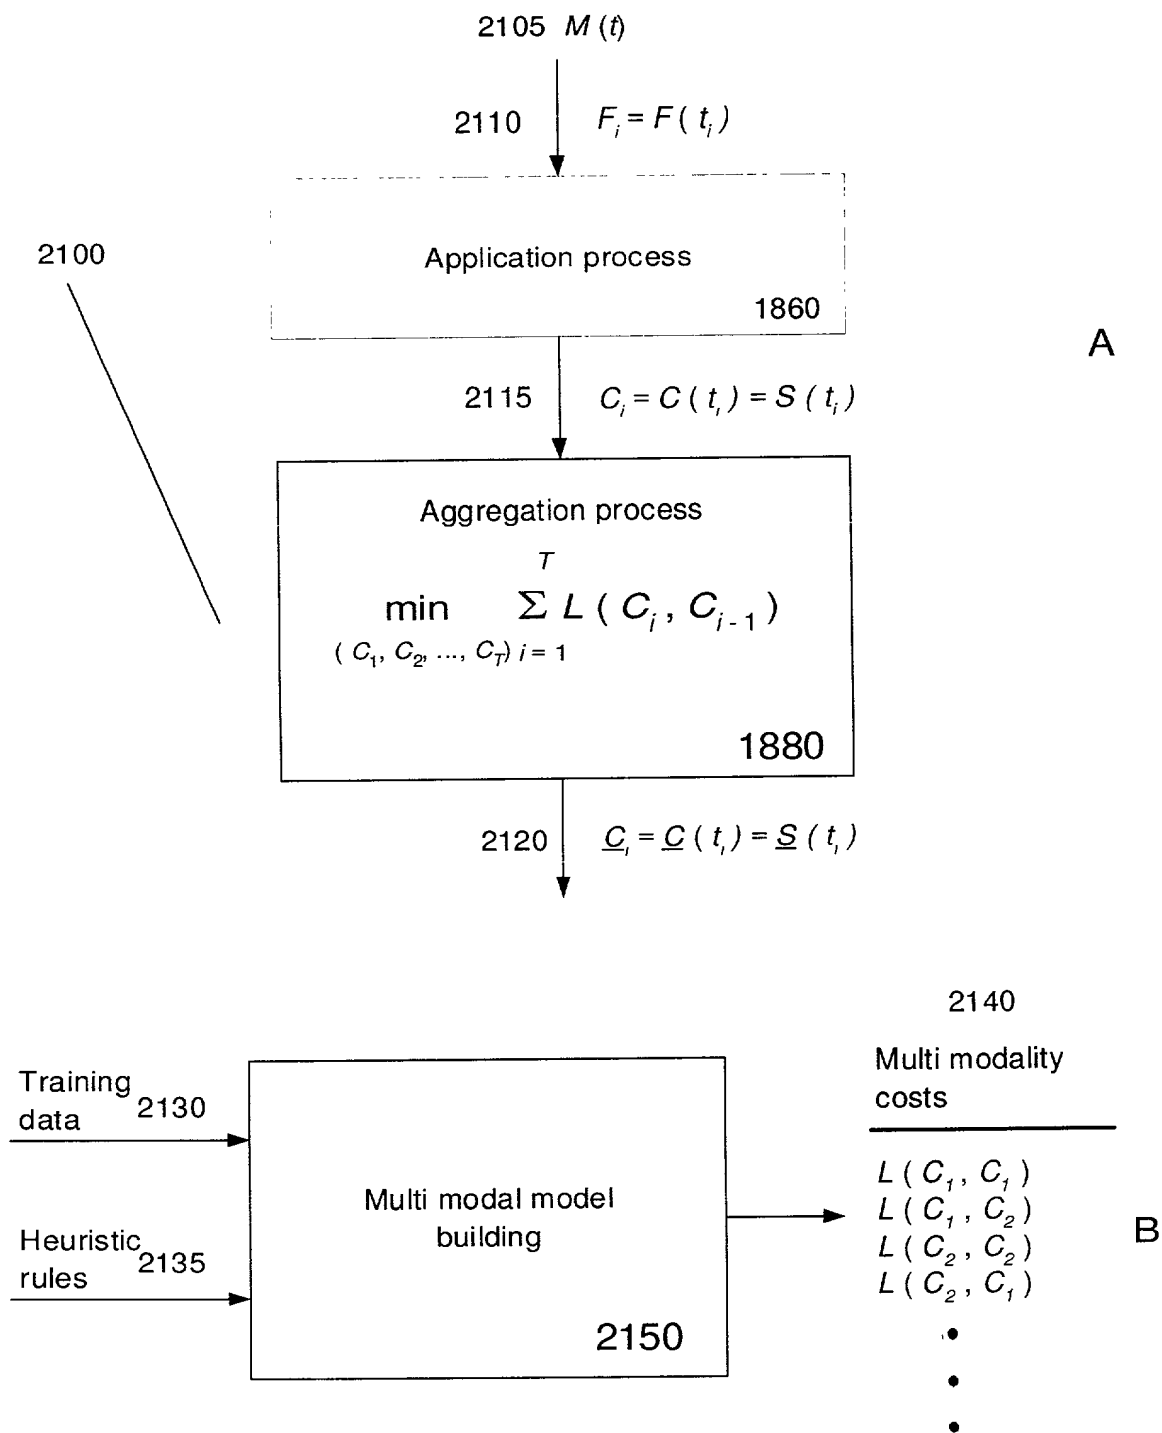 2105 M (t)
2110 F_i = F ( t_i )
2100
Application process
1860
A
2115 C_i = C ( t_i ) = S ( t_i )
Aggregation process
T
min Σ L ( C_i , C_{i - 1} )
( C_1, C_2, ..., C_T) i = 1
1880
2120 C_i = C ( t_i ) = S ( t_i )
2140
Multi modality
costs
Training
data 2130
Heuristic
rules 2135
Multi modal model
building
2150
L ( C_1 , C_1 )
L ( C_1 , C_2 )
L ( C_2 , C_2 )
L ( C_2 , C_1 )
B